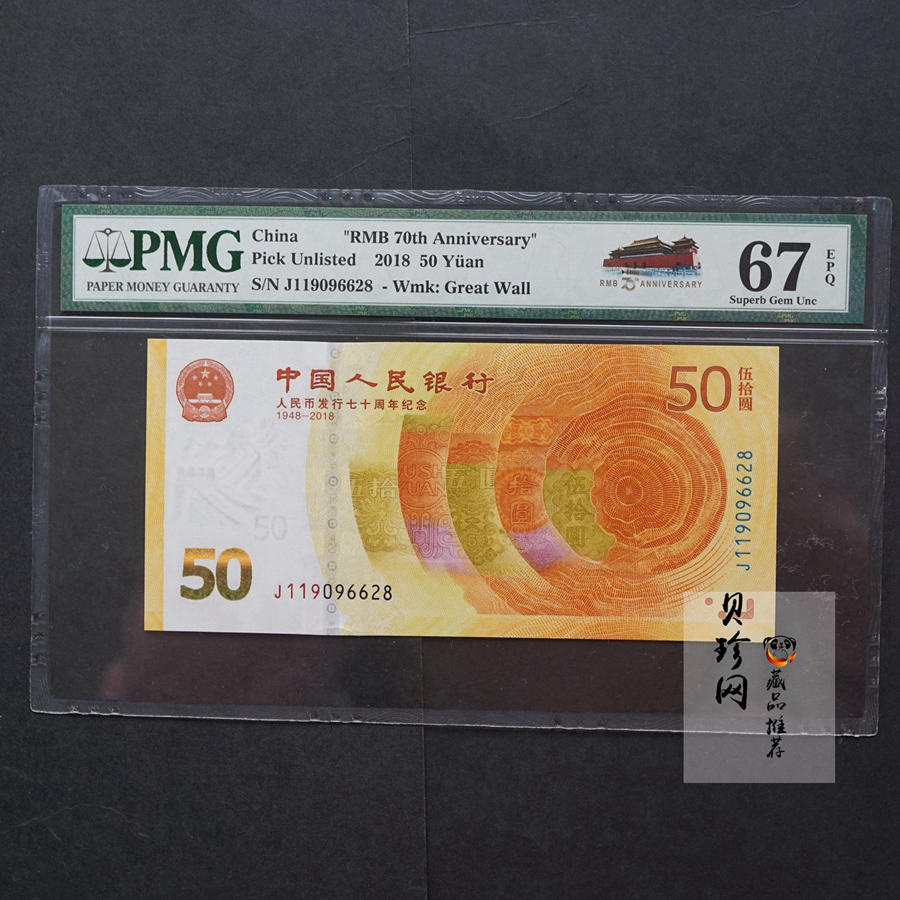 PMG
PAPER MONEY GUARANTY
China "RMB 70th Anniversary"
Pick Unlisted 2018 50 Yüan
S/N J119096628 - Wmk: Great Wall
RMB 70 ANNIVERSARY
67
EPQ
Superb Gem Unc
中国人民银行
人民币发行七十周年纪念
1948-2018
50
伍拾圆
伍拾
YUAN
伍
拾圆
伍拾圆
50
50
J119096628
J119096628
贝珍网
藏品推荐